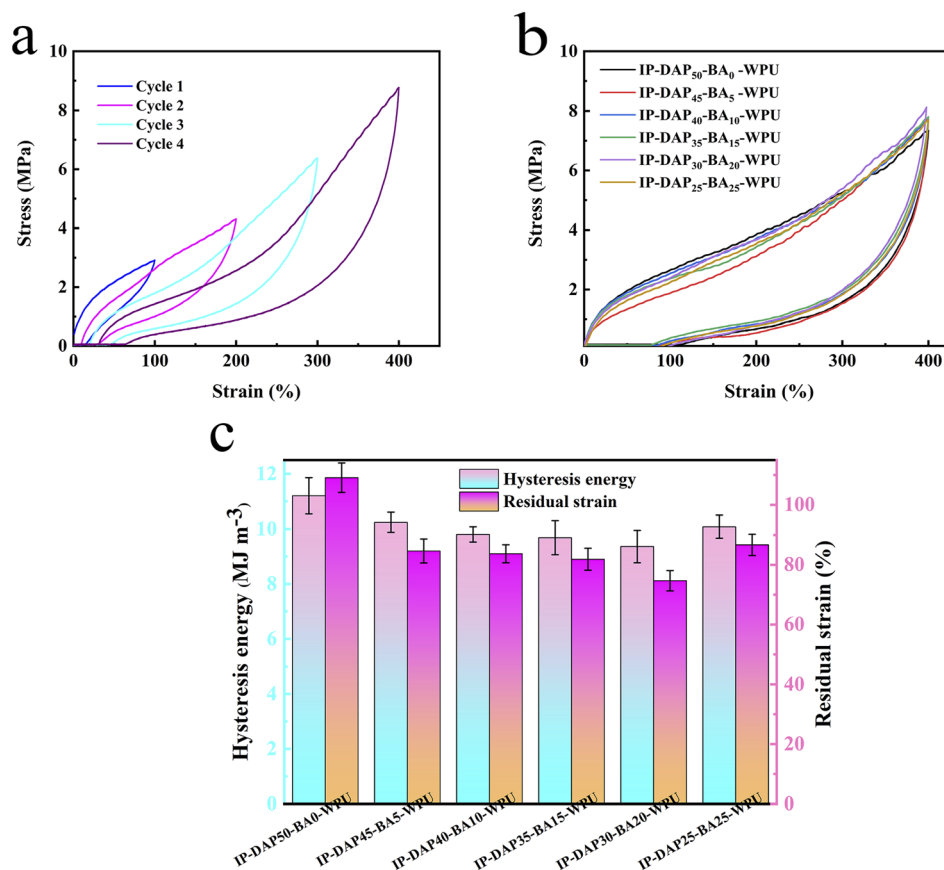 a
10
8
6
4
2
0
0
100
200
300
400
Stress (MPa)
Strain (%)
Cycle 1
Cycle 2
Cycle 3
Cycle 4
b
10
8
6
4
2
0
100
200
300
400
Stress (MPa)
Strain (%)
IP-DAP50-BA0 -WPU
IP-DAP45-BA5 -WPU
IP-DAP40-BA10-WPU
IP-DAP35-BA15-WPU
IP-DAP30-BA20-WPU
IP-DAP25-BA25-WPU
c
12
10
8
6
4
2
0
Hysteresis energy (MJ m-3)
Hysteresis energy
Residual strain
100
80
60
40
20
0
Residual strain (%)
IP-DAP50-BA0-WPU
IP-DAP45-BA5-WPU
IP-DAP40-BA10-WPU
IP-DAP35-BA15-WPU
IP-DAP30-BA20-WPU
IP-DAP25-BA25-WPU